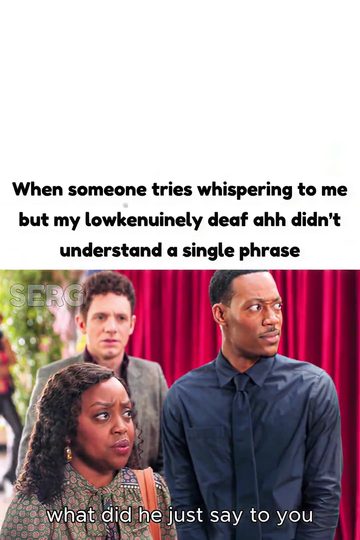 When someone tries whispering to me
but my lowkenuinely deaf ahh didn't
understand a single phrase
SERG
what did he just say to you